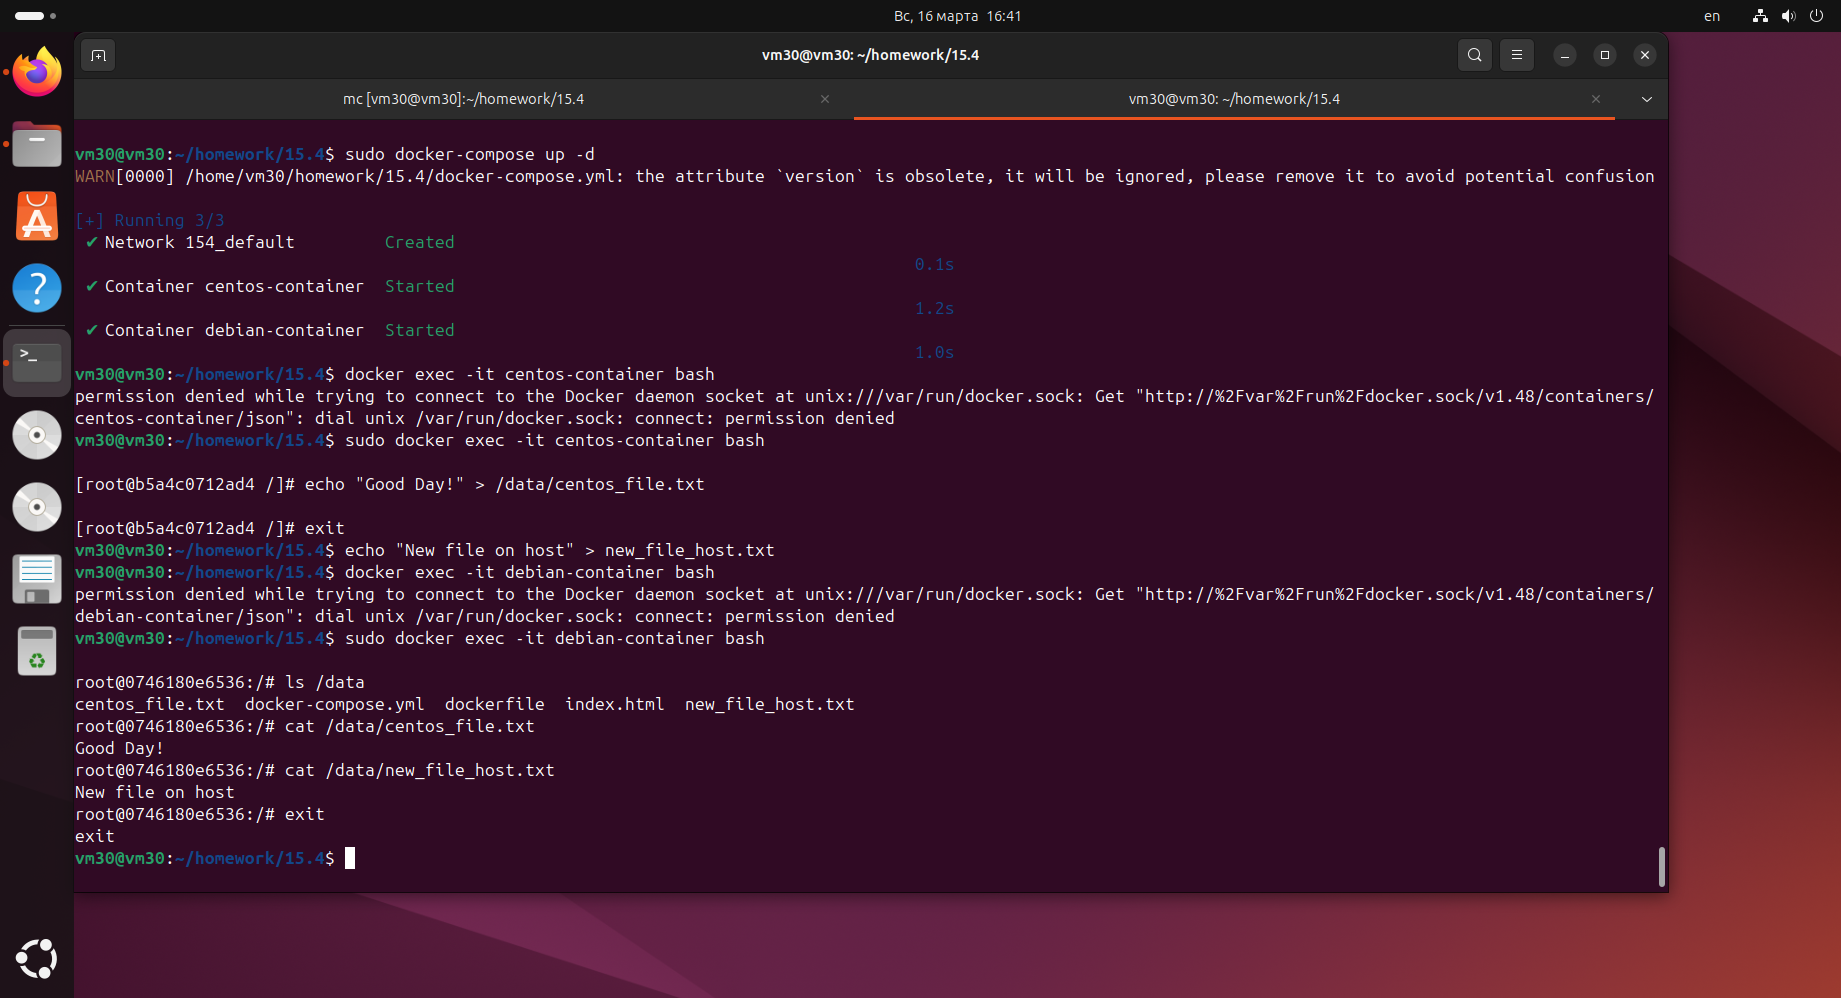 Вс, 16 марта 16:41
en
vm30@vm30: ~/homework/15.4
mc [vm30@vm30]:~/homework/15.4
vm30@vm30: ~/homework/15.4
vm30@vm30:~/homework/15.4$ sudo docker-compose up -d
WARN[0000] /home/vm30/homework/15.4/docker-compose.yml: the attribute `version` is obsolete, it will be ignored, please remove it to avoid potential confusion
[+] Running 3/3
✔ Network 154_default Created
0.1s
✔ Container centos-container Started
1.2s
✔ Container debian-container Started
1.0s
vm30@vm30:~/homework/15.4$ docker exec -it centos-container bash
permission denied while trying to connect to the Docker daemon socket at unix:///var/run/docker.sock: Get "http://%2Fvar%2Frun%2Fdocker.sock/v1.48/containers/
centos-container/json": dial unix /var/run/docker.sock: connect: permission denied
vm30@vm30:~/homework/15.4$ sudo docker exec -it centos-container bash
[root@b5a4c0712ad4 /]# echo "Good Day!" > /data/centos_file.txt
[root@b5a4c0712ad4 /]# exit
vm30@vm30:~/homework/15.4$ echo "New file on host" > new_file_host.txt
vm30@vm30:~/homework/15.4$ docker exec -it debian-container bash
permission denied while trying to connect to the Docker daemon socket at unix:///var/run/docker.sock: Get "http://%2Fvar%2Frun%2Fdocker.sock/v1.48/containers/
debian-container/json": dial unix /var/run/docker.sock: connect: permission denied
vm30@vm30:~/homework/15.4$ sudo docker exec -it debian-container bash
root@0746180e6536:/# ls /data
centos_file.txt docker-compose.yml dockerfile index.html new_file_host.txt
root@0746180e6536:/# cat /data/centos_file.txt
Good Day!
root@0746180e6536:/# cat /data/new_file_host.txt
New file on host
root@0746180e6536:/# exit
exit
vm30@vm30:~/homework/15.4$